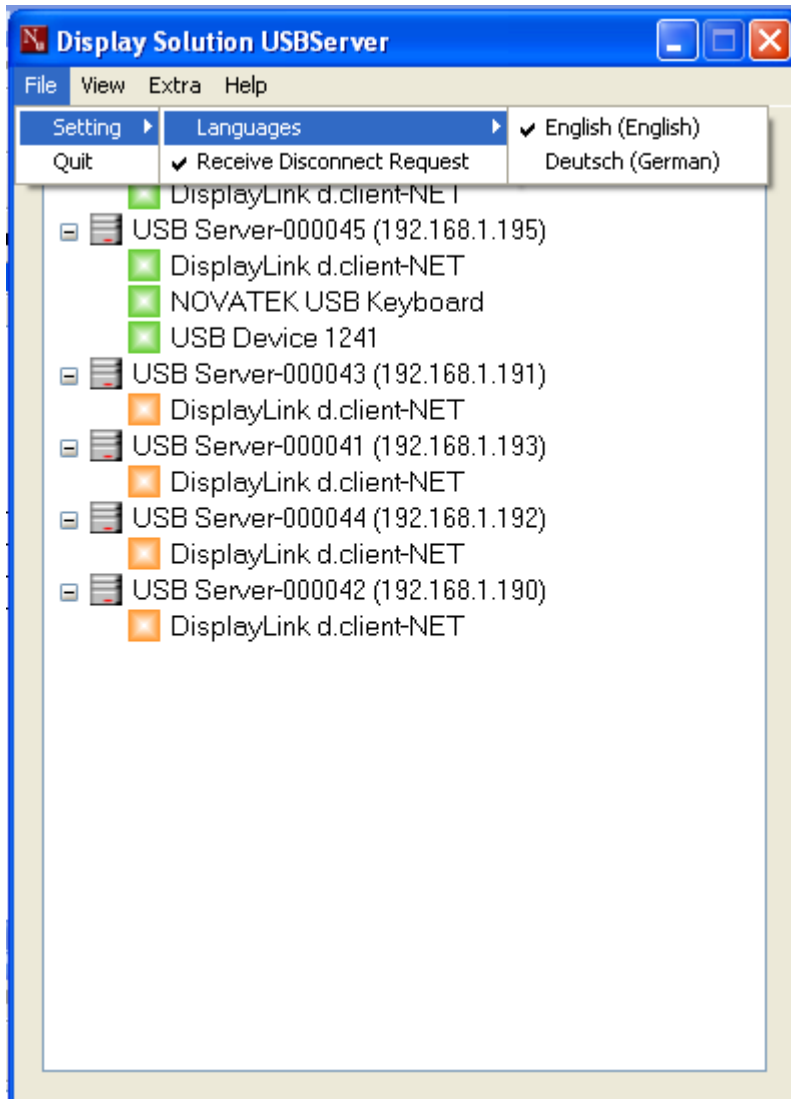 Display Solution USBServer
File View Extra Help
Setting Languages English (English)
Quit Receive Disconnect Request Deutsch (German)
DisplayLink d.client-NET
USB Server-000045 (192.168.1.195)
DisplayLink d.client-NET
NOVATEK USB Keyboard
USB Device 1241
USB Server-000043 (192.168.1.191)
DisplayLink d.client-NET
USB Server-000041 (192.168.1.193)
DisplayLink d.client-NET
USB Server-000044 (192.168.1.192)
DisplayLink d.client-NET
USB Server-000042 (192.168.1.190)
DisplayLink d.client-NET